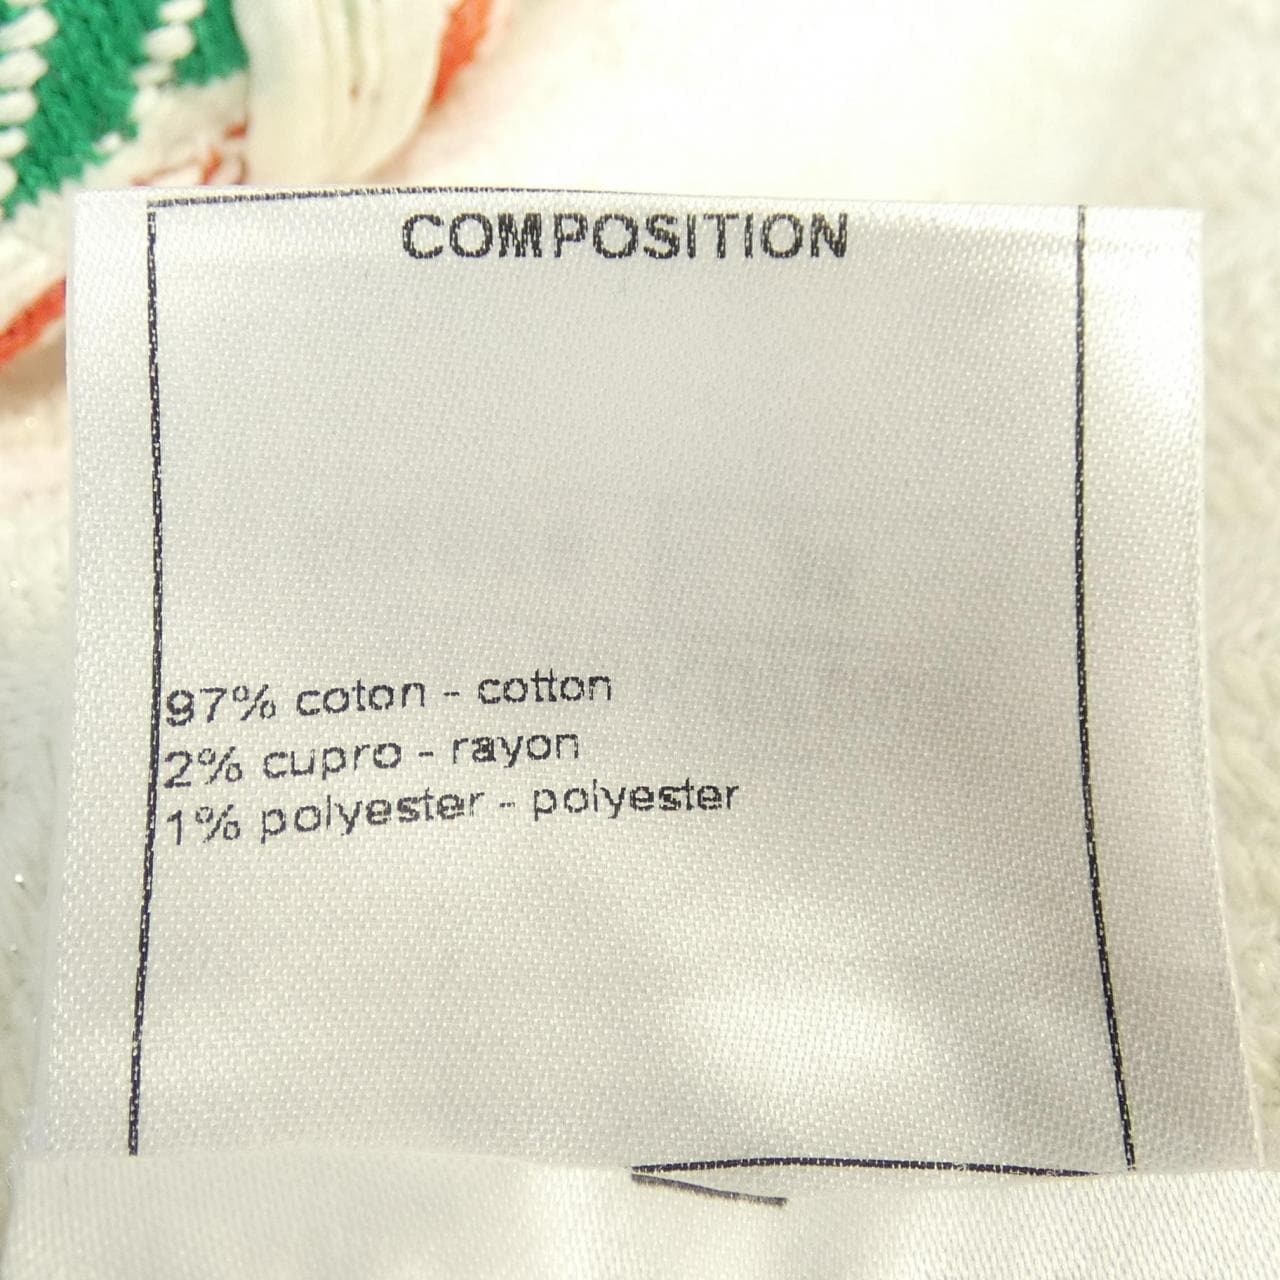 COMPOSITION
97% coton - cotton
2% cupro - rayon
1% polyester - polyester